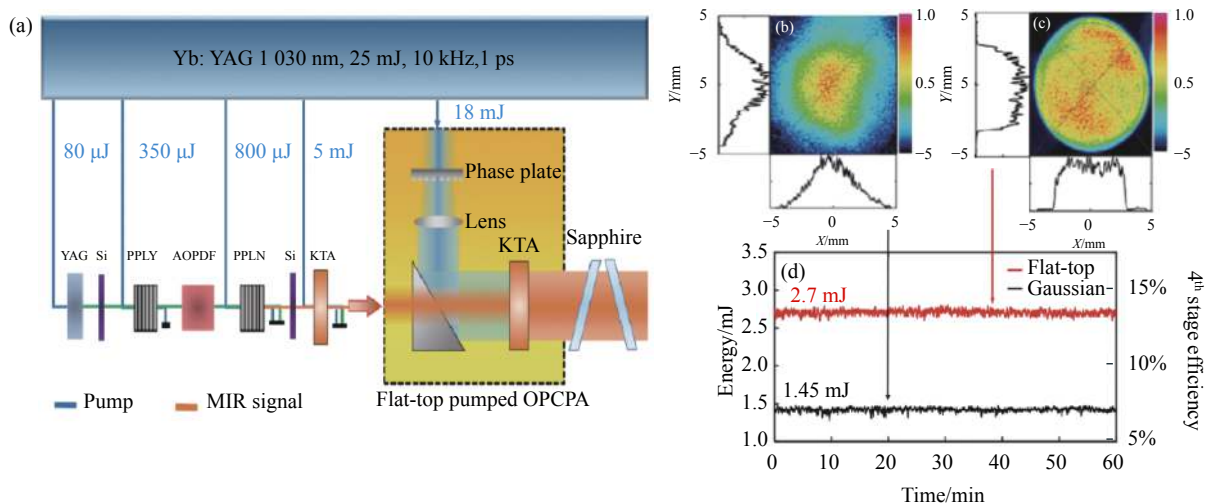 (a)
Yb: YAG 1 030 nm, 25 mJ, 10 kHz,1 ps
80 μJ
350 μJ
800 μJ
5 mJ
18 mJ
Phase plate
Lens
KTA
Sapphire
YAG
Si
PPLY
AOPDF
PPLN
Si
KTA
Pump
MIR signal
Flat-top pumped OPCPA
(b)
5
5
−5
Y/mm
−5
0
5
X/mm
1.0
0.5
−5
(c)
5
5
−5
Y/mm
−5
0
5
X/mm
1.0
0.5
−5
(d)
Flat-top
Gaussian
2.7 mJ
1.45 mJ
3.5
3.0
2.5
2.0
1.5
1.0
Energy/mJ
15%
10%
5%
4th stage efficiency
0
10
20
30
40
50
60
Time/min